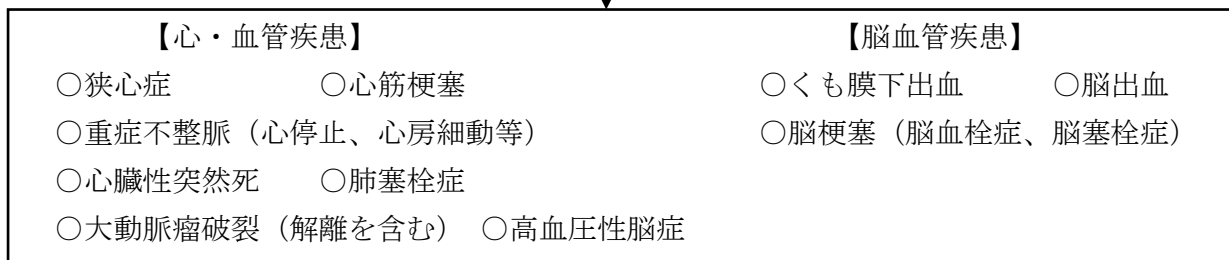 【心・血管疾患】 【脳血管疾患】
○狭心症 ○心筋梗塞 ○くも膜下出血 ○脳出血
○重症不整脈（心停止、心房細動等） ○脳梗塞（脳血栓症、脳塞栓症）
○心臓性突然死 ○肺塞栓症
○大動脈瘤破裂（解離を含む） ○高血圧性脳症